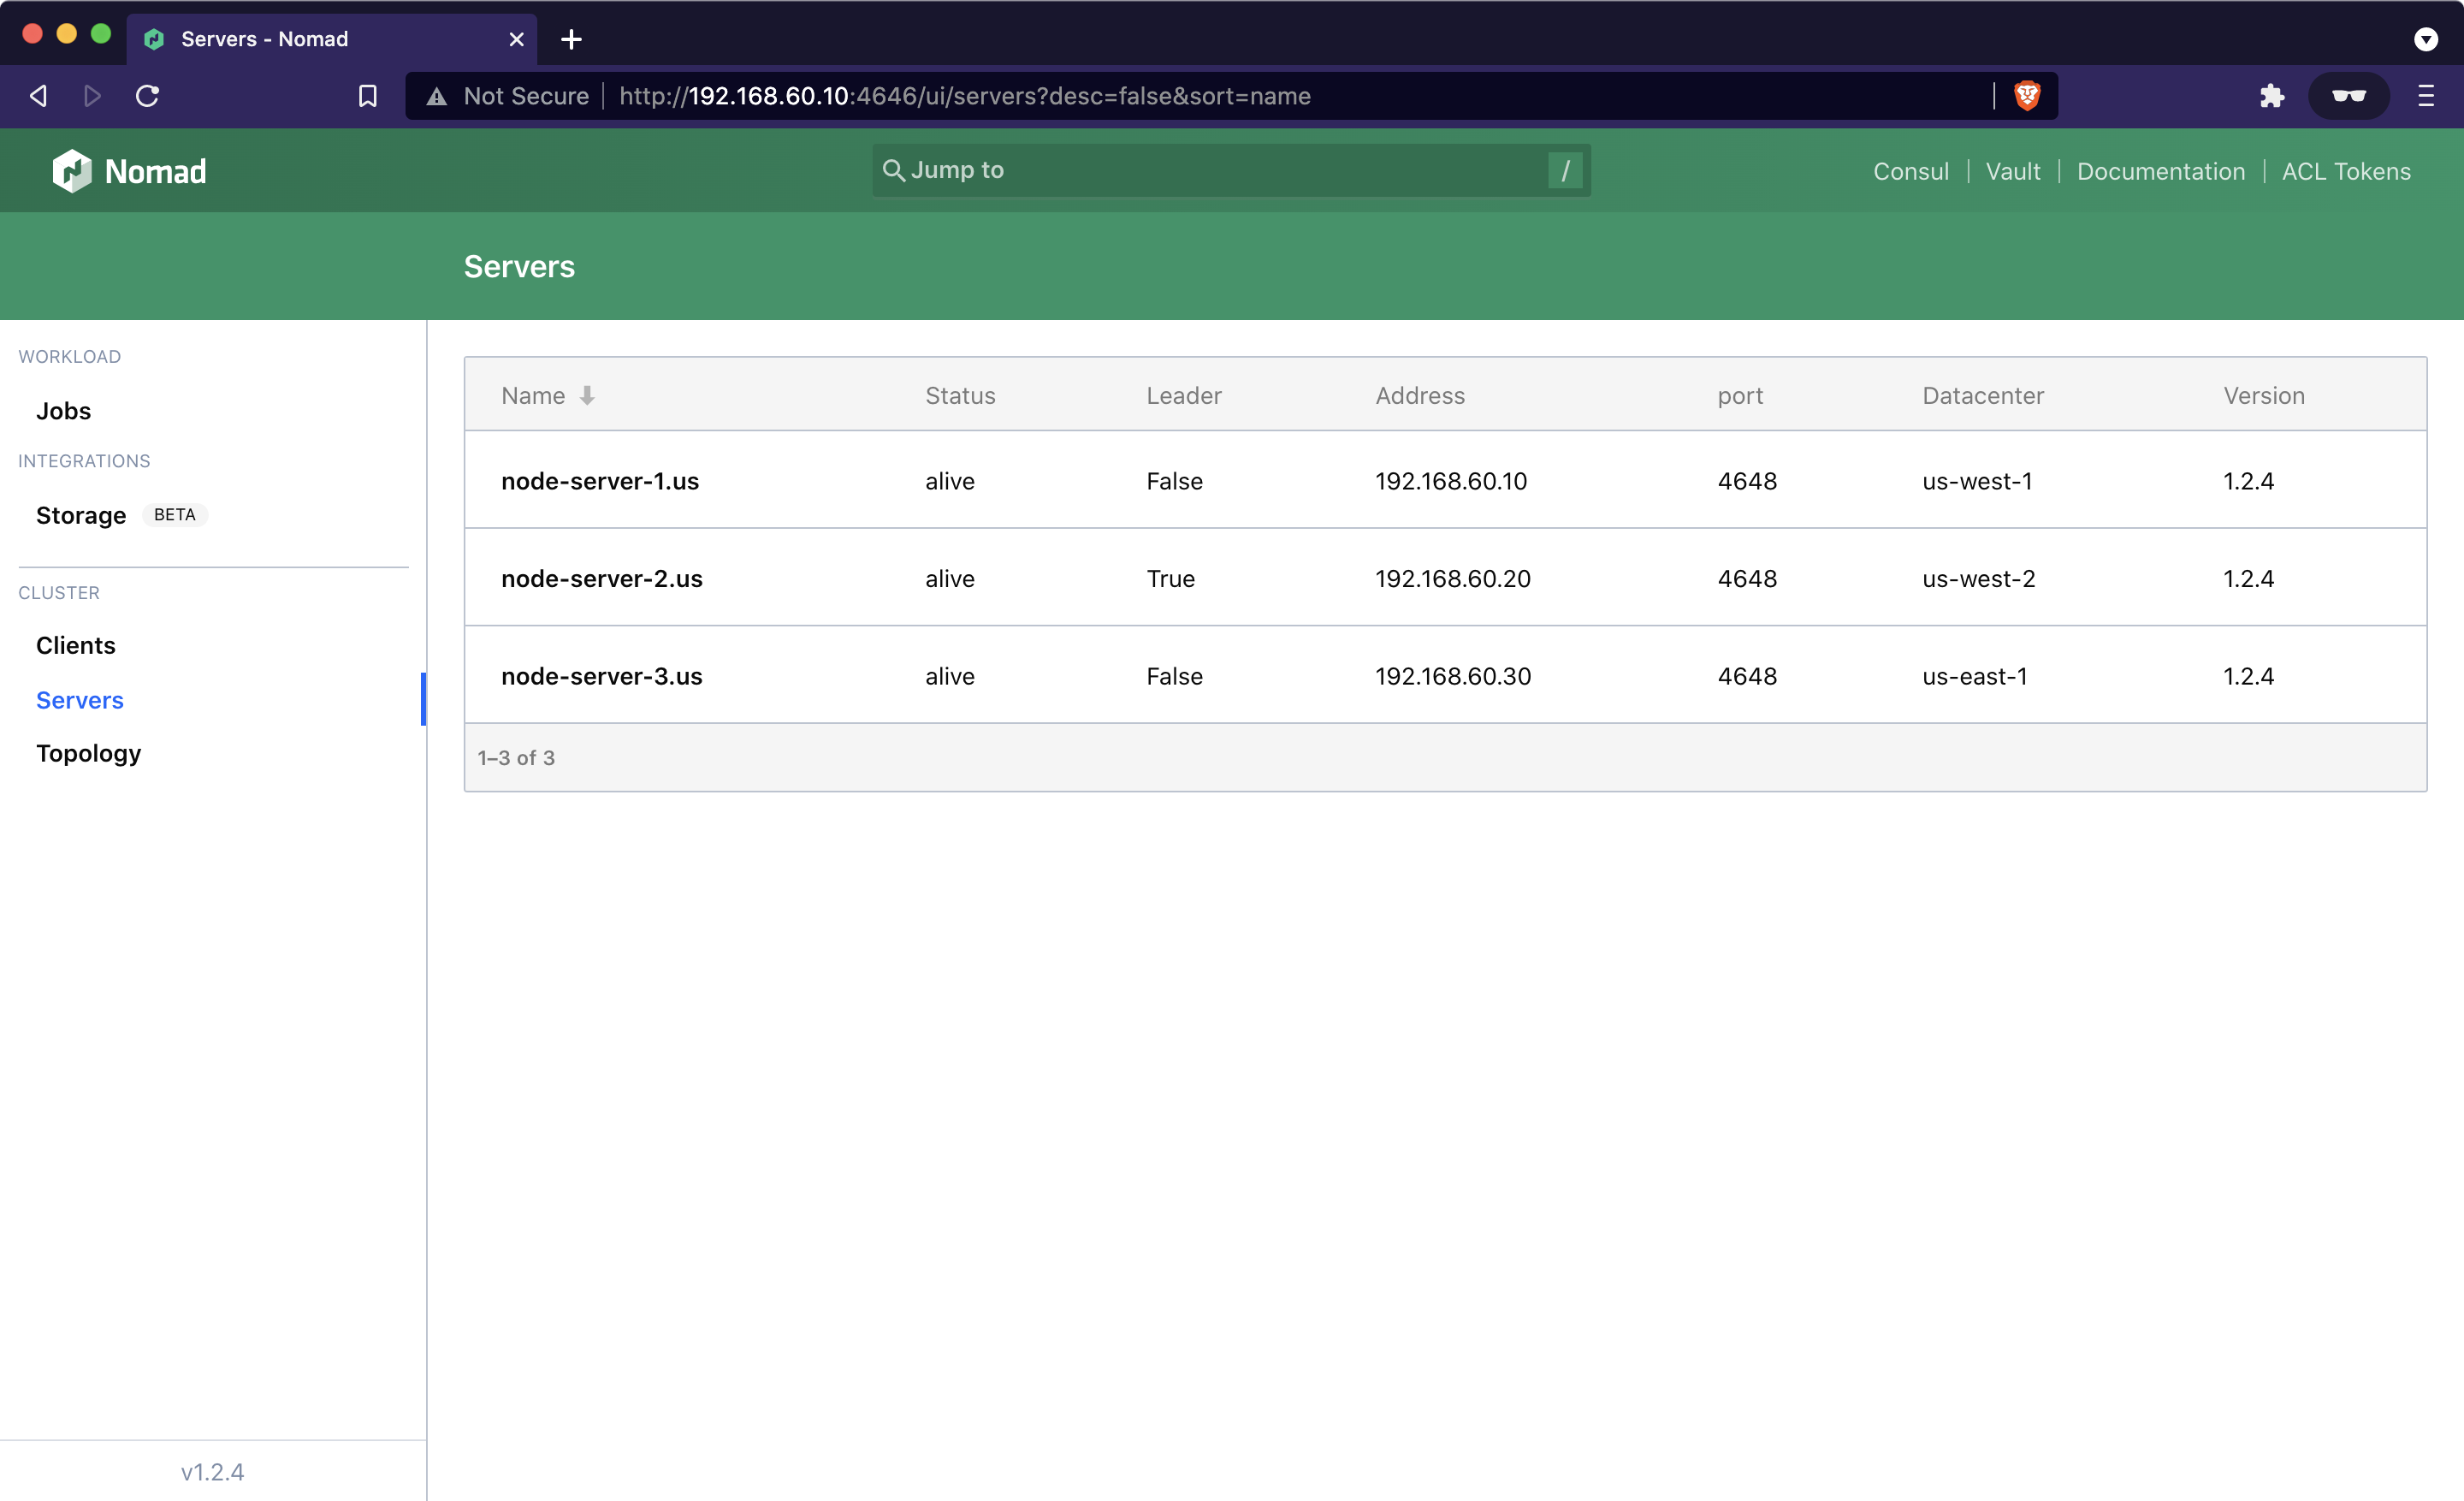 Servers - Nomad
Not Secure http://192.168.60.10:4646/ui/servers?desc=false&sort=name
Nomad Jump to / Consul Vault Documentation ACL Tokens
Servers
WORKLOAD
Jobs
INTEGRATIONS
Storage BETA
CLUSTER
Clients
Servers
Topology
v1.2.4
Name Status Leader Address port Datacenter Version
node-server-1.us alive False 192.168.60.10 4648 us-west-1 1.2.4
node-server-2.us alive True 192.168.60.20 4648 us-west-2 1.2.4
node-server-3.us alive False 192.168.60.30 4648 us-east-1 1.2.4
1–3 of 3